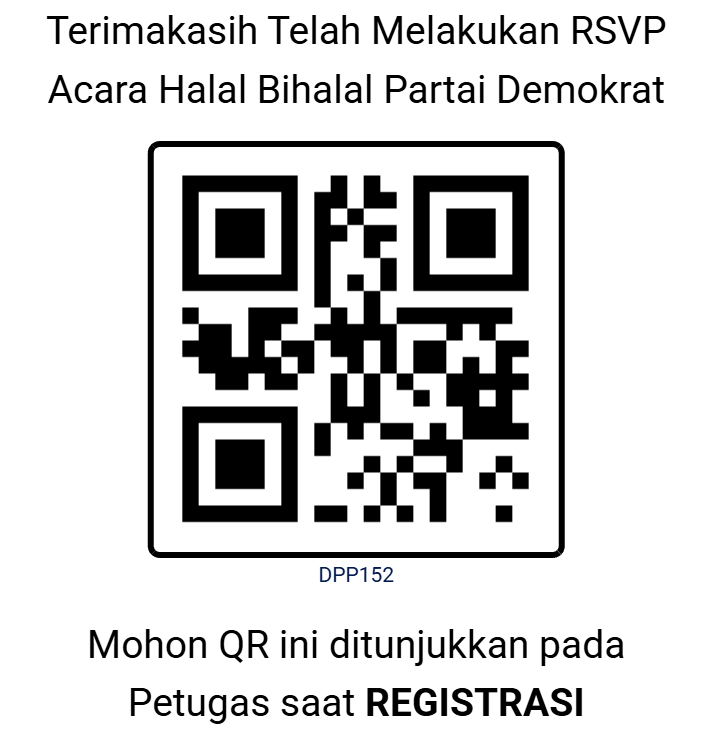 Terimakasih Telah Melakukan RSVP
Acara Halal Bihalal Partai Demokrat
DPP152
Mohon QR ini ditunjukkan pada
Petugas saat REGISTRASI